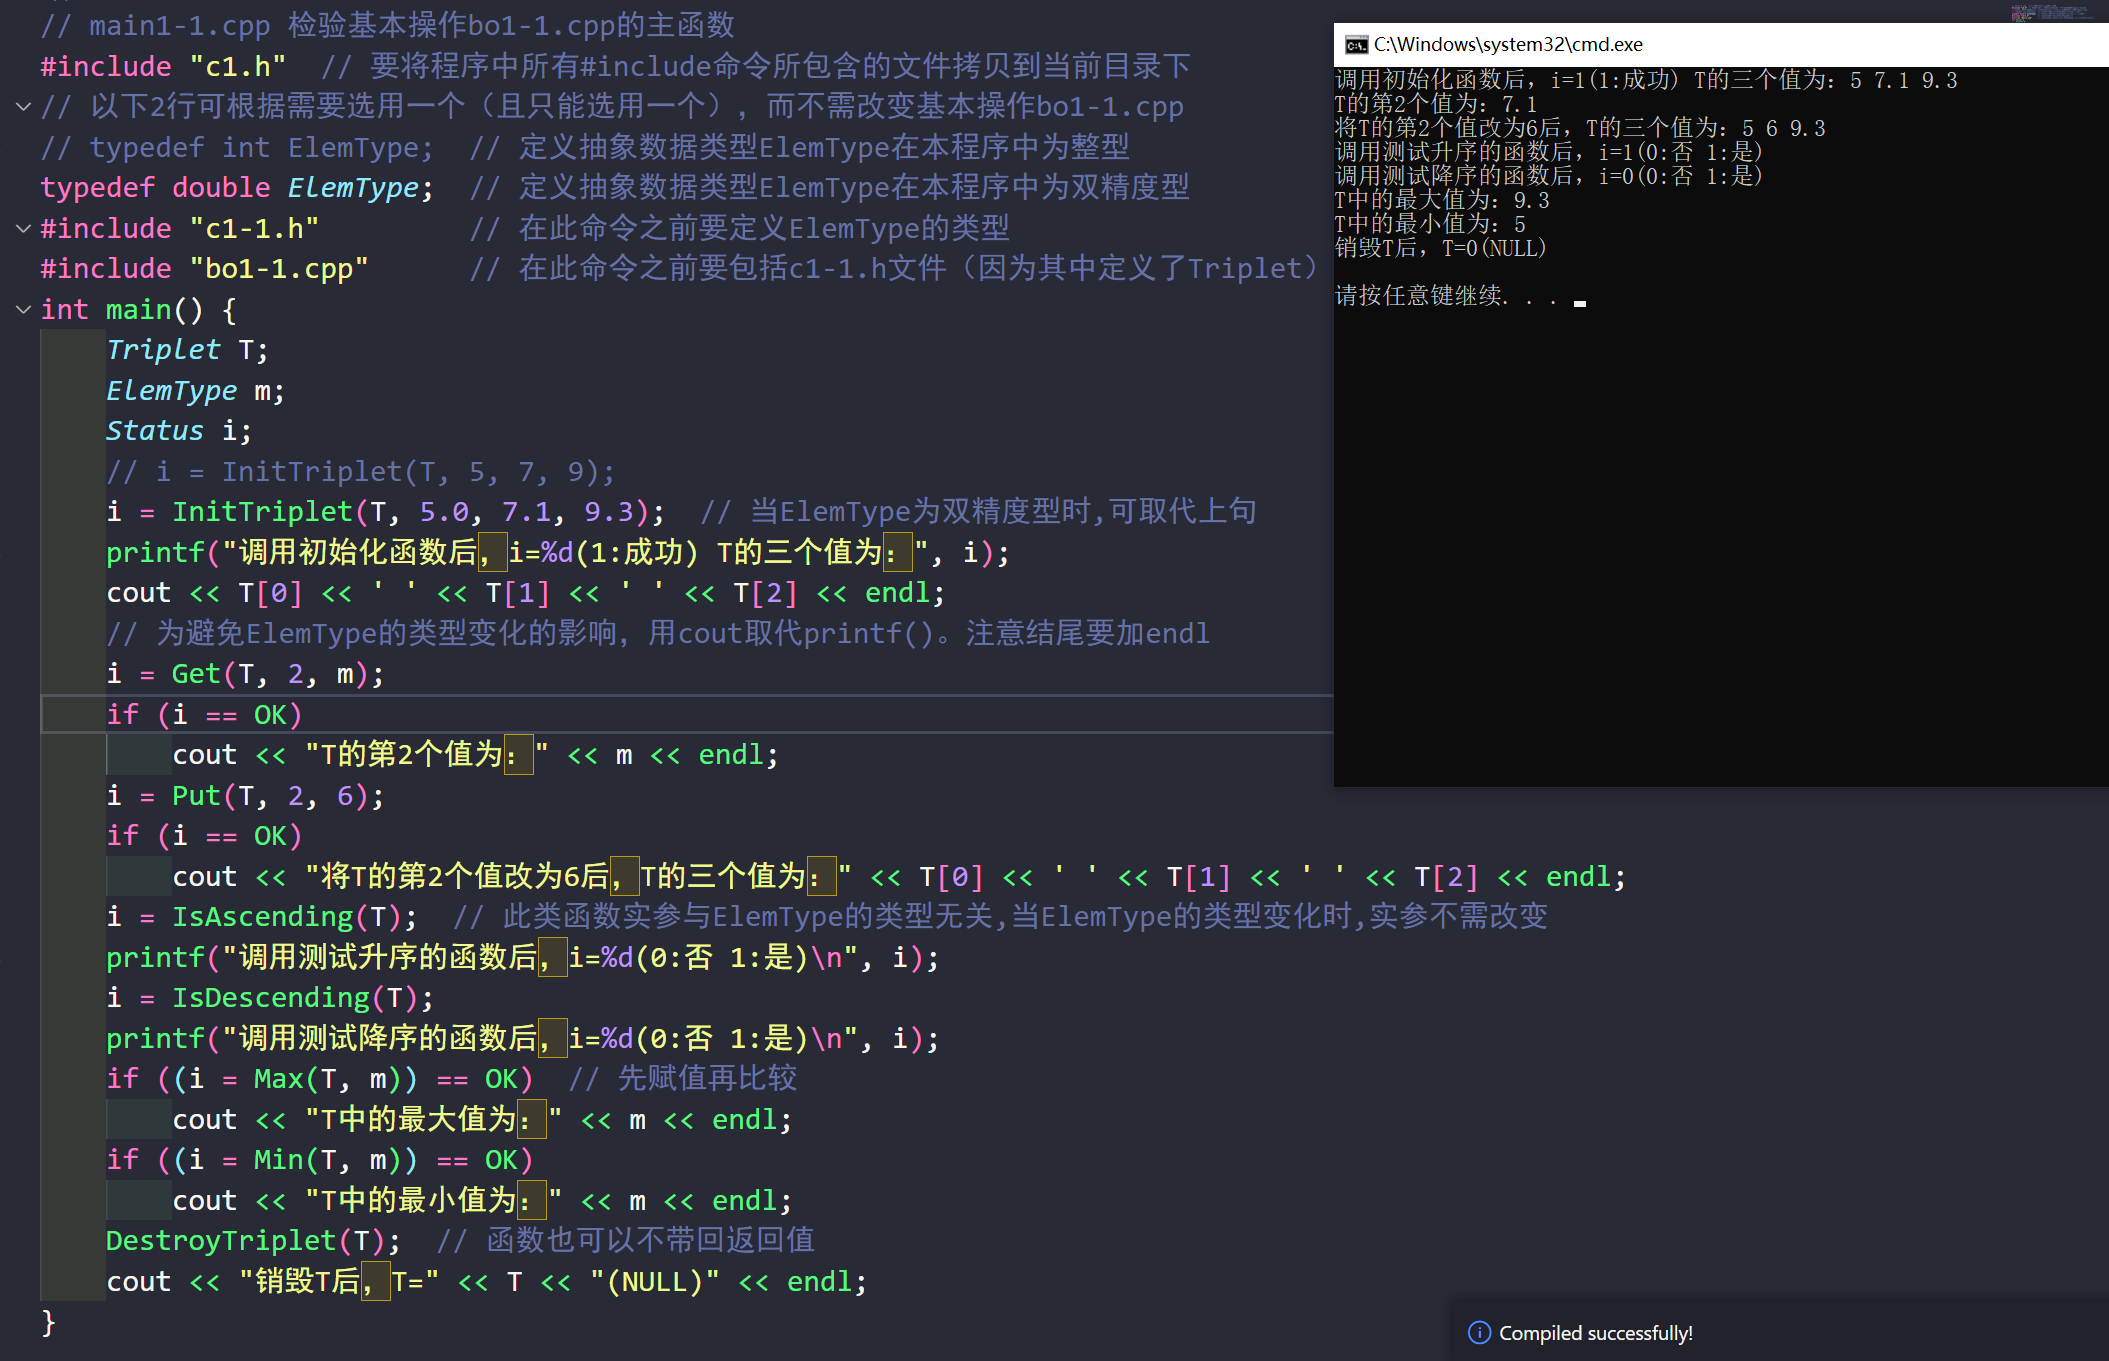 // main1-1.cpp 检验基本操作bo1-1.cpp的主函数
#include "c1.h"  // 要将程序中所有#include命令所包含的文件拷贝到当前目录下
// 以下2行可根据需要选用一个（且只能选用一个），而不需改变基本操作bo1-1.cpp
// typedef int ElemType;  // 定义抽象数据类型ElemType在本程序中为整型
typedef double ElemType;  // 定义抽象数据类型ElemType在本程序中为双精度型
#include "c1-1.h"         // 在此命令之前要定义ElemType的类型
#include "bo1-1.cpp"      // 在此命令之前要包括c1-1.h文件（因为其中定义了Triplet）
int main() {
    Triplet T;
    ElemType m;
    Status i;
    // i = InitTriplet(T, 5, 7, 9);
    i = InitTriplet(T, 5.0, 7.1, 9.3);  // 当ElemType为双精度型时,可取代上句
    printf("调用初始化函数后，i=%d(1:成功) T的三个值为：", i);
    cout << T[0] << ' ' << T[1] << ' ' << T[2] << endl;
    // 为避免ElemType的类型变化的影响，用cout取代printf()。注意结尾要加endl
    i = Get(T, 2, m);
    if (i == OK)
        cout << "T的第2个值为：" << m << endl;
    i = Put(T, 2, 6);
    if (i == OK)
        cout << "将T的第2个值改为6后，T的三个值为：" << T[0] << ' ' << T[1] << ' ' << T[2] << endl;
    i = IsAscending(T);  // 此类函数实参与ElemType的类型无关,当ElemType的类型变化时,实参不需改变
    printf("调用测试升序的函数后，i=%d(0:否 1:是)\n", i);
    i = IsDescending(T);
    printf("调用测试降序的函数后，i=%d(0:否 1:是)\n", i);
    if ((i = Max(T, m)) == OK)  // 先赋值再比较
        cout << "T中的最大值为：" << m << endl;
    if ((i = Min(T, m)) == OK)
        cout << "T中的最小值为：" << m << endl;
    DestroyTriplet(T);  // 函数也可以不带回返回值
    cout << "销毁T后，T=" << T << "(NULL)" << endl;
}
C:\Windows\system32\cmd.exe
调用初始化函数后，i=1(1:成功) T的三个值为：5 7.1 9.3
T的第2个值为：7.1
将T的第2个值改为6后，T的三个值为：5 6 9.3
调用测试升序的函数后，i=1(0:否 1:是)
调用测试降序的函数后，i=0(0:否 1:是)
T中的最大值为：9.3
T中的最小值为：5
销毁T后，T=0(NULL)
请按任意键继续. . .
Compiled successfully!